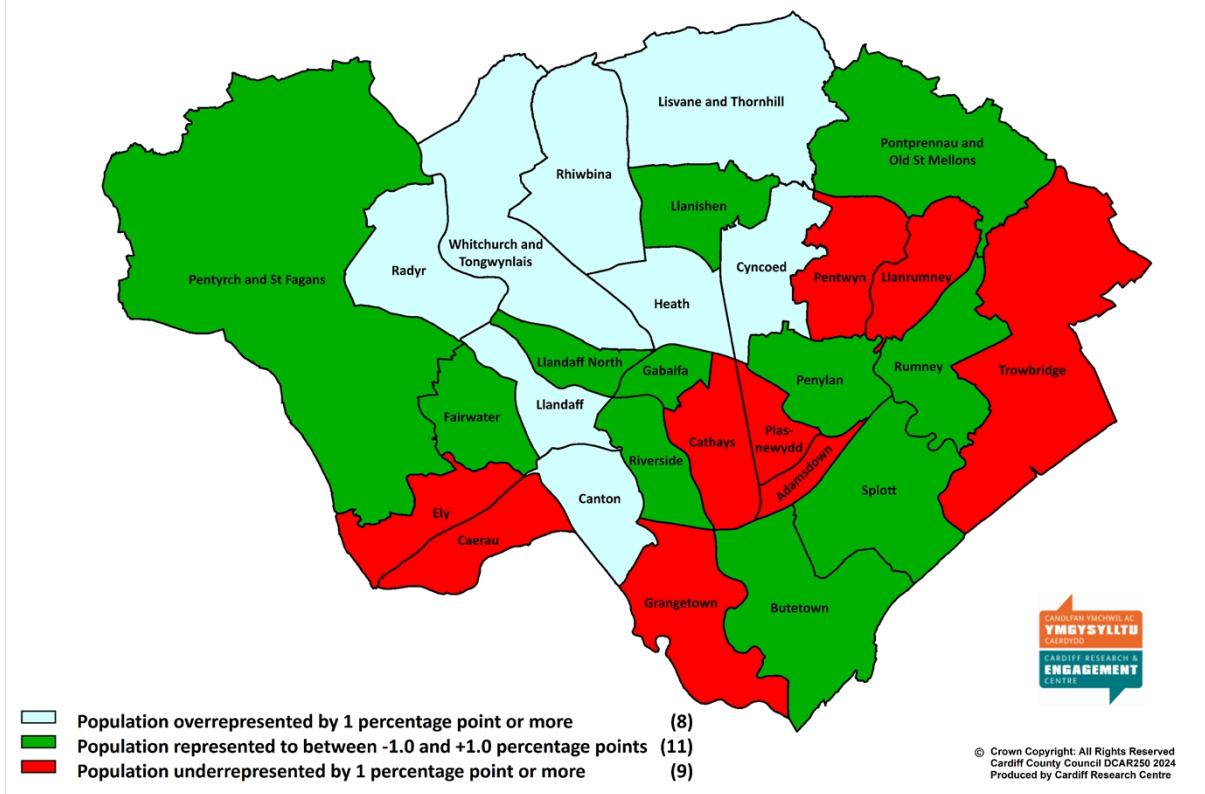 Lisvane and Thornhill
Pontprennau and
Old St Mellons
Rhiwbina
Llanishen
Whitchurch and
Tongwynlais
Radyr
Cyncoed
Pentwyn
Llanrumney
Pentyrch and St Fagans
Heath
Llandaff North
Gabalfa
Rumney
Trowbridge
Penylan
Llandaff
Fairwater
Cathays
Plas-
newydd
Riverside
Adamsdown
Splott
Canton
Ely
Caerau
Grangetown
Butetown
CANOLFAN YMCHWIL AC
YMGYSYLLTU
CAERDYDD
CARDIFF RESEARCH &
ENGAGEMENT
CENTRE
Population overrepresented by 1 percentage point or more (8)
Population represented to between -1.0 and +1.0 percentage points (11)
Population underrepresented by 1 percentage point or more (9)
© Crown Copyright: All Rights Reserved
Cardiff County Council DCAR250 2024
Produced by Cardiff Research Centre